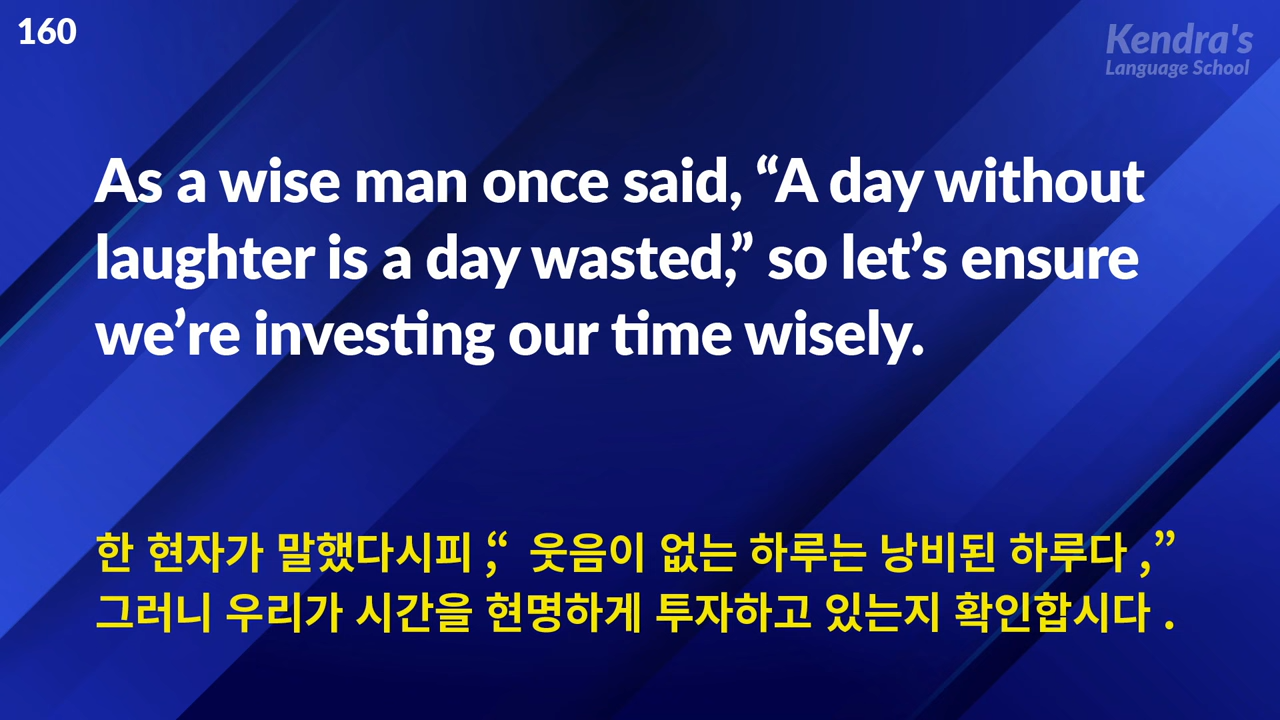 160
Kendra's
Language School
As a wise man once said, “A day without
laughter is a day wasted,” so let’s ensure
we’re investing our time wisely.
한 현자가 말했다시피 ,“ 웃음이 없는 하루는 낭비된 하루다 ,”
그러니 우리가 시간을 현명하게 투자하고 있는지 확인합시다 .